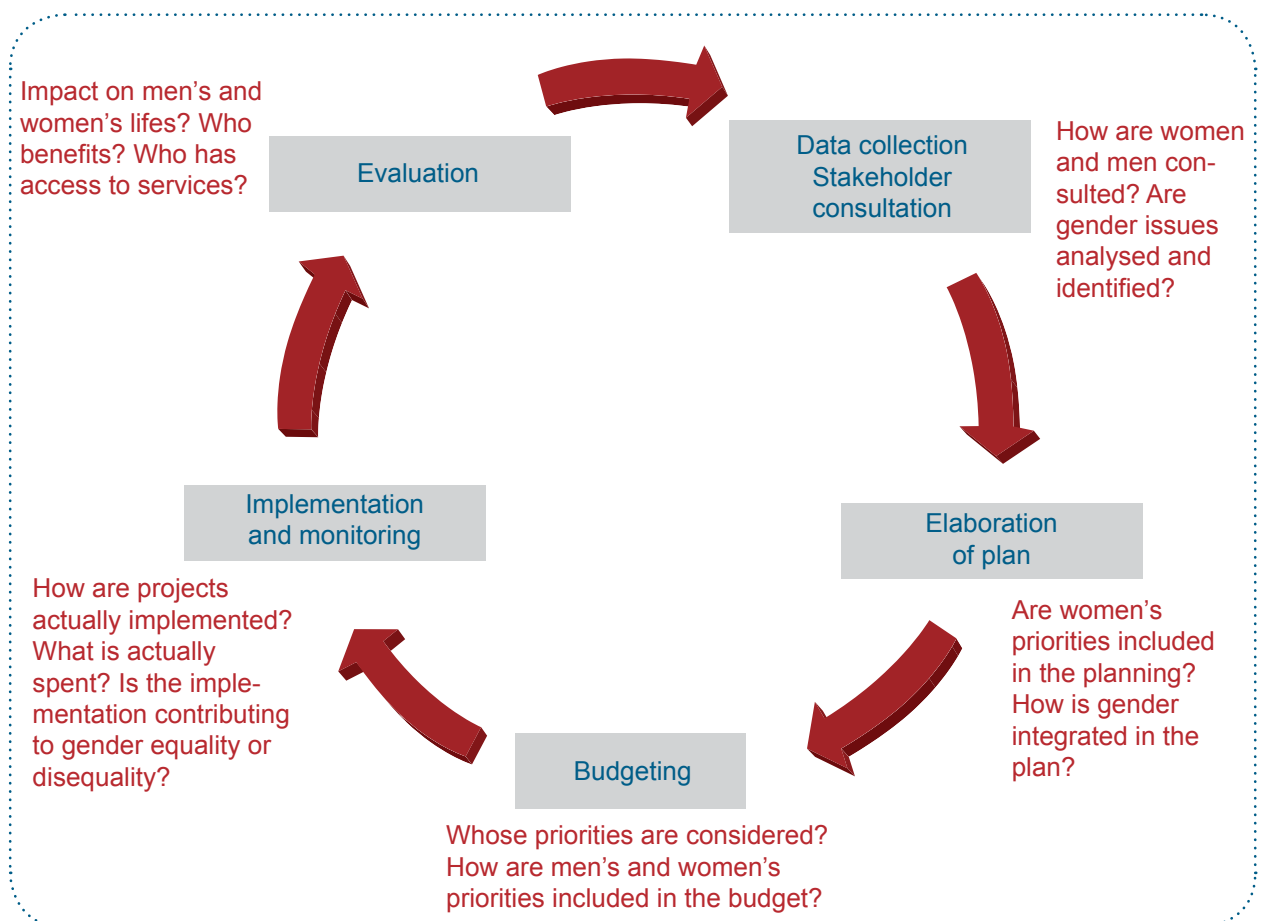 Impact on men’s and
women’s lifes? Who
benefits? Who has
access to services?
Evaluation
Data collection
Stakeholder
consultation
How are women
and men con-
sulted? Are
gender issues
analysed and
identified?
Elaboration
of plan
Are women’s
priorities included
in the planning?
How is gender
integrated in the
plan?
Budgeting
Whose priorities are considered?
How are men’s and women’s
priorities included in the budget?
Implementation
and monitoring
How are projects
actually implemented?
What is actually
spent? Is the imple-
mentation contributing
to gender equality or
disequality?